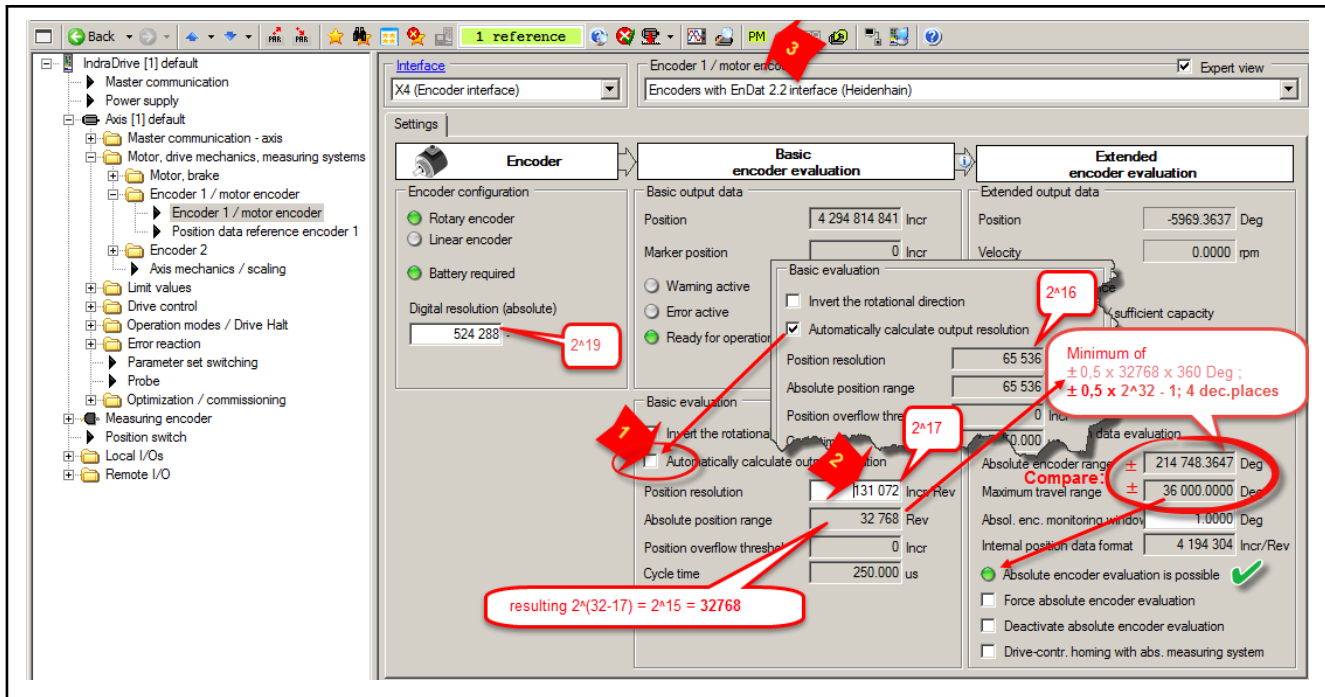 Back
1 reference
PM
3
IndraDrive [1] default
Master communication
Power supply
Axis [1] default
Master communication - axis
Motor, drive mechanics, measuring systems
Motor, brake
Encoder 1 / motor encoder
Encoder 1 / motor encoder
Position data reference encoder 1
Encoder 2
Axis mechanics / scaling
Limit values
Drive control
Operation modes / Drive Halt
Error reaction
Parameter set switching
Probe
Optimization / commissioning
Measuring encoder
Position switch
Local I/Os
Remote I/O
Interface
X4 (Encoder interface)
Encoder 1 / motor enco
Expert view
Encoders with EnDat 2.2 interface (Heidenhain)
Settings
Encoder
Basic
encoder evaluation
Extended
encoder evaluation
Encoder configuration
Rotary encoder
Linear encoder
Battery required
Digital resolution (absolute)
524 288 -
2^19
Basic output data
Position 4 294 814 841 Incr
Marker position 0 Incr
Warning active
Error active
Ready for operation
Extended output data
Position -5969.3637 Deg
Velocity 0.0000 rpm
sufficient capacity
Basic evaluation
Invert the rotational direction
Automatically calculate output resolution
2^16
Position resolution 65 536
Absolute position range 65 536
Position overflow thre 0 Incr
Minimum of
± 0,5 x 32768 x 360 Deg ;
± 0,5 x 2^32 - 1; 4 dec.places
Basic evaluation
1
Invert the rotationa
2
2^17
Automatically calculate output resolution
Position resolution 131 072 Incr/Rev
Absolute position range 32 768 Rev
Position overflow threshol 0 Incr
Cycle time 250.000 us
resulting 2^(32-17) = 2^15 = 32768
data evaluation
Absolute encoder range ± 214 748.3647 Deg
Compare:
Maximum travel range ± 36 000.0000 De
Absol. enc. monitoring window 1.0000 Deg
Internal position data format 4 194 304 Incr/Rev
Absolute encoder evaluation is possible
Force absolute encoder evaluation
Deactivate absolute encoder evaluation
Drive-contr. homing with abs. measuring system